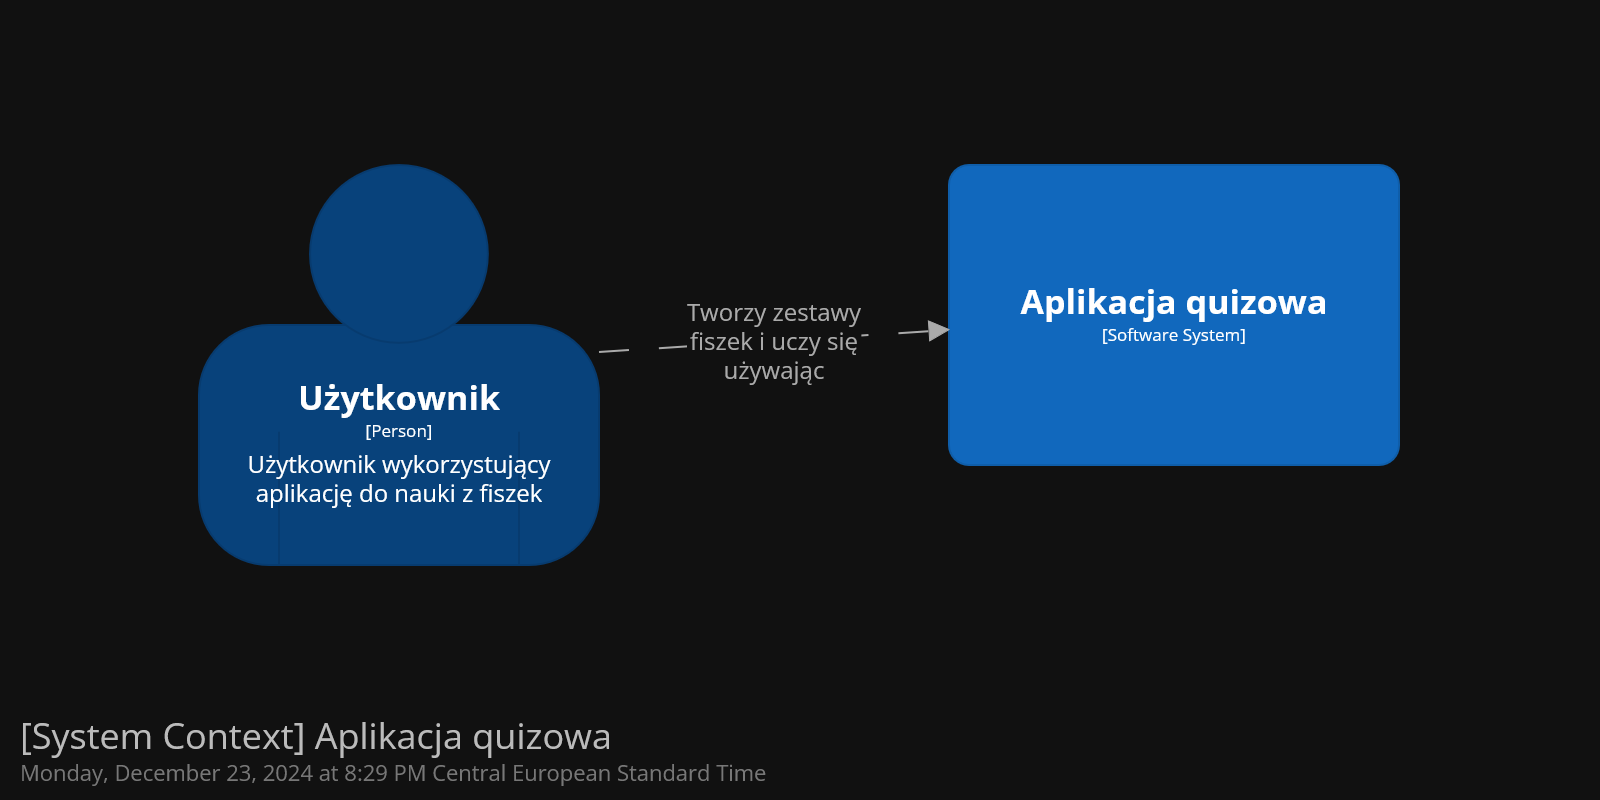 Użytkownik
[Person]
Użytkownik wykorzystujący
aplikację do nauki z fiszek
Tworzy zestawy
fiszek i uczy się
używając
Aplikacja quizowa
[Software System]
[System Context] Aplikacja quizowa
Monday, December 23, 2024 at 8:29 PM Central European Standard Time